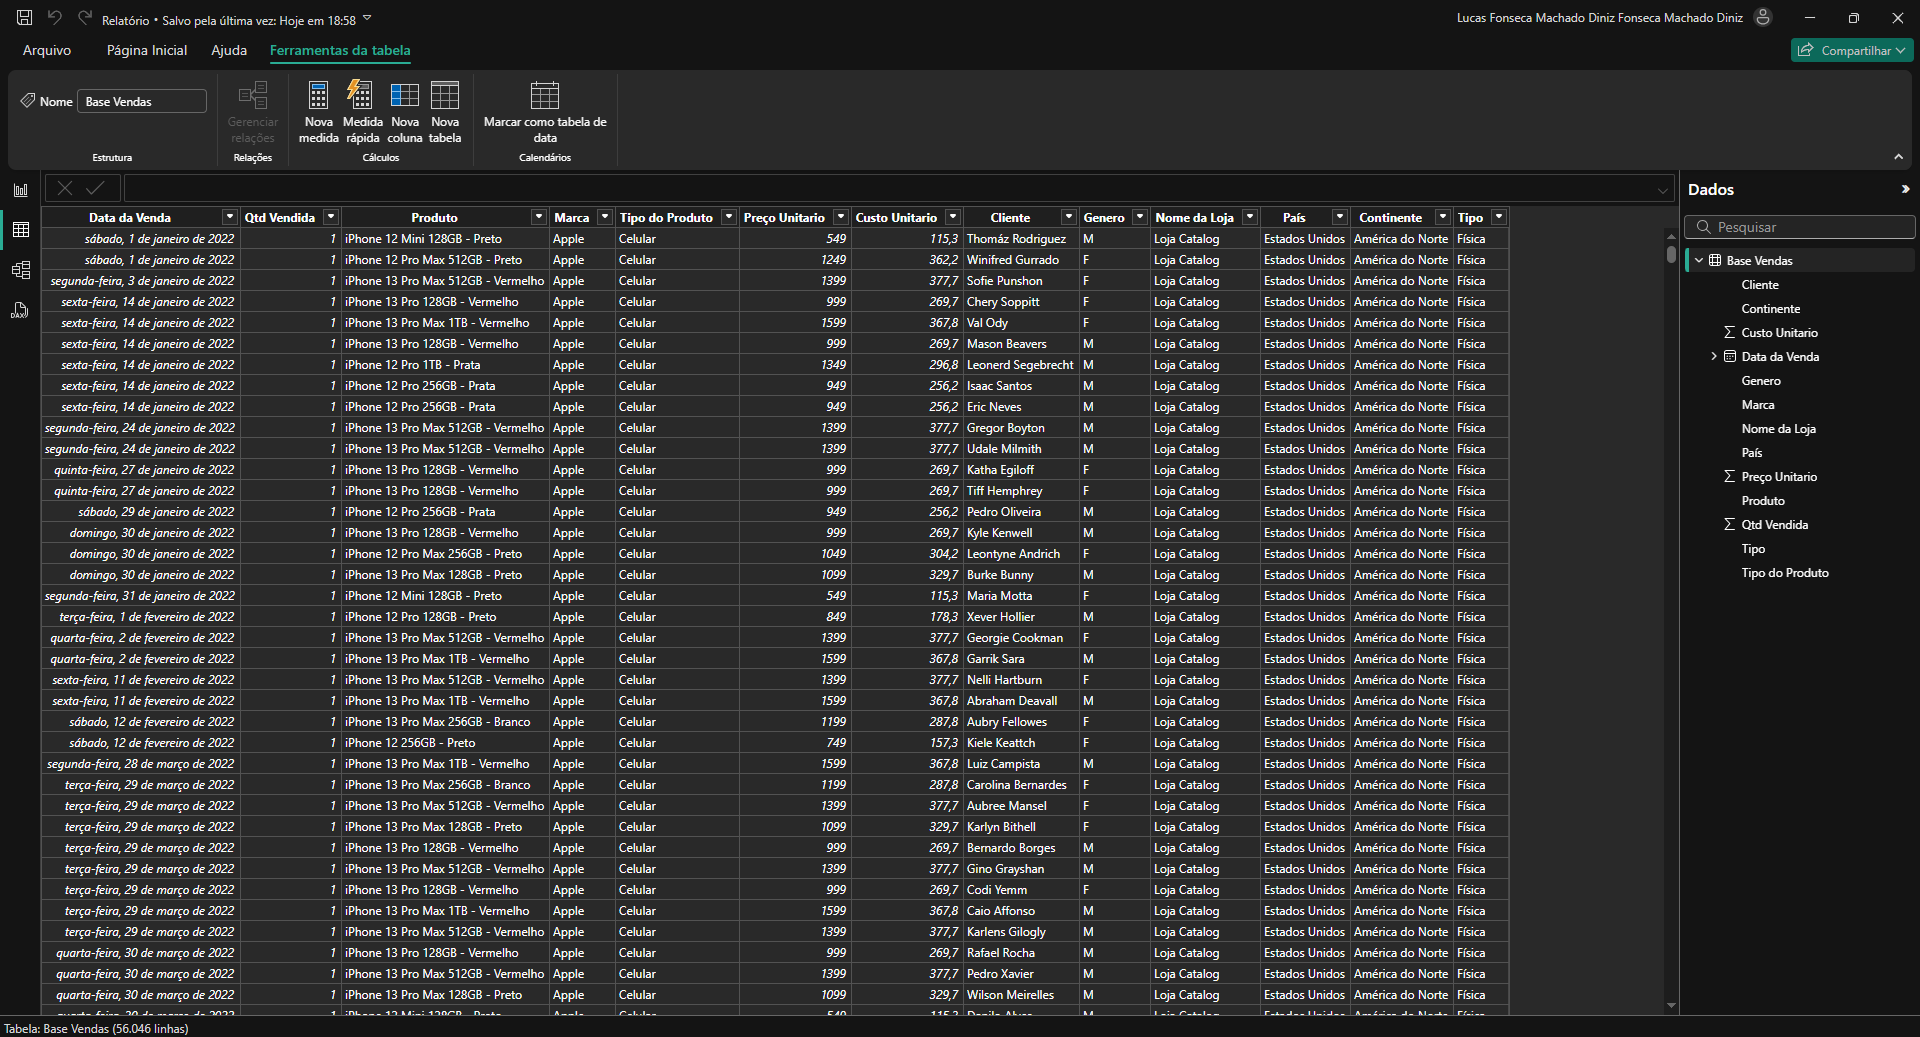 Relatório • Salvo pela última vez: Hoje em 18:58
Lucas Fonseca Machado Diniz Fonseca Machado Diniz
Arquivo Página Inicial Ajuda Ferramentas da tabela
Compartilhar
Nome Base Vendas
Gerenciar relações
Nova medida
Medida rápida
Nova coluna
Nova tabela
Marcar como tabela de data
Estrutura Relações Cálculos Calendários
Data da Venda Qtd Vendida Produto Marca Tipo do Produto Preço Unitario Custo Unitario Cliente Genero Nome da Loja País Continente Tipo
sábado, 1 de janeiro de 2022 1 iPhone 12 Mini 128GB - Preto Apple Celular 549 115,3 Thomáz Rodriguez M Loja Catalog Estados Unidos América do Norte Física
sábado, 1 de janeiro de 2022 1 iPhone 12 Pro Max 512GB - Preto Apple Celular 1249 362,2 Winifred Gurrado F Loja Catalog Estados Unidos América do Norte Física
segunda-feira, 3 de janeiro de 2022 1 iPhone 13 Pro Max 512GB - Vermelho Apple Celular 1399 377,7 Sofie Punshon F Loja Catalog Estados Unidos América do Norte Física
sexta-feira, 14 de janeiro de 2022 1 iPhone 13 Pro 128GB - Vermelho Apple Celular 999 269,7 Chery Soppitt F Loja Catalog Estados Unidos América do Norte Física
sexta-feira, 14 de janeiro de 2022 1 iPhone 13 Pro Max 1TB - Vermelho Apple Celular 1599 367,8 Val Ody F Loja Catalog Estados Unidos América do Norte Física
sexta-feira, 14 de janeiro de 2022 1 iPhone 13 Pro 128GB - Vermelho Apple Celular 999 269,7 Mason Beavers M Loja Catalog Estados Unidos América do Norte Física
sexta-feira, 14 de janeiro de 2022 1 iPhone 12 Pro 1TB - Prata Apple Celular 1349 296,8 Leonerd Segebrecht M Loja Catalog Estados Unidos América do Norte Física
sexta-feira, 14 de janeiro de 2022 1 iPhone 12 Pro 256GB - Prata Apple Celular 949 256,2 Isaac Santos M Loja Catalog Estados Unidos América do Norte Física
sexta-feira, 14 de janeiro de 2022 1 iPhone 12 Pro 256GB - Prata Apple Celular 949 256,2 Eric Neves M Loja Catalog Estados Unidos América do Norte Física
segunda-feira, 24 de janeiro de 2022 1 iPhone 13 Pro Max 512GB - Vermelho Apple Celular 1399 377,7 Gregor Boyton M Loja Catalog Estados Unidos América do Norte Física
segunda-feira, 24 de janeiro de 2022 1 iPhone 13 Pro Max 512GB - Vermelho Apple Celular 1399 377,7 Udale Milmith M Loja Catalog Estados Unidos América do Norte Física
quinta-feira, 27 de janeiro de 2022 1 iPhone 13 Pro 128GB - Vermelho Apple Celular 999 269,7 Katha Egiloff F Loja Catalog Estados Unidos América do Norte Física
quinta-feira, 27 de janeiro de 2022 1 iPhone 13 Pro 128GB - Vermelho Apple Celular 999 269,7 Tiff Hemphrey F Loja Catalog Estados Unidos América do Norte Física
sábado, 29 de janeiro de 2022 1 iPhone 12 Pro 256GB - Prata Apple Celular 949 256,2 Pedro Oliveira M Loja Catalog Estados Unidos América do Norte Física
domingo, 30 de janeiro de 2022 1 iPhone 13 Pro 128GB - Vermelho Apple Celular 999 269,7 Kyle Kenwell M Loja Catalog Estados Unidos América do Norte Física
domingo, 30 de janeiro de 2022 1 iPhone 12 Pro Max 256GB - Preto Apple Celular 1049 304,2 Leontyne Andrich F Loja Catalog Estados Unidos América do Norte Física
domingo, 30 de janeiro de 2022 1 iPhone 13 Pro Max 128GB - Preto Apple Celular 1099 329,7 Burke Bunny M Loja Catalog Estados Unidos América do Norte Física
segunda-feira, 31 de janeiro de 2022 1 iPhone 12 Mini 128GB - Preto Apple Celular 549 115,3 Maria Motta F Loja Catalog Estados Unidos América do Norte Física
terça-feira, 1 de fevereiro de 2022 1 iPhone 12 Pro 128GB - Preto Apple Celular 849 178,3 Xever Hollier M Loja Catalog Estados Unidos América do Norte Física
quarta-feira, 2 de fevereiro de 2022 1 iPhone 13 Pro Max 512GB - Vermelho Apple Celular 1399 377,7 Georgie Cookman F Loja Catalog Estados Unidos América do Norte Física
quarta-feira, 2 de fevereiro de 2022 1 iPhone 13 Pro Max 1TB - Vermelho Apple Celular 1599 367,8 Garrik Sara M Loja Catalog Estados Unidos América do Norte Física
sexta-feira, 11 de fevereiro de 2022 1 iPhone 13 Pro Max 512GB - Vermelho Apple Celular 1399 377,7 Nelli Hartburn F Loja Catalog Estados Unidos América do Norte Física
sexta-feira, 11 de fevereiro de 2022 1 iPhone 13 Pro Max 1TB - Vermelho Apple Celular 1599 367,8 Abraham Deavall M Loja Catalog Estados Unidos América do Norte Física
sábado, 12 de fevereiro de 2022 1 iPhone 13 Pro Max 256GB - Branco Apple Celular 1199 287,8 Aubry Fellowes F Loja Catalog Estados Unidos América do Norte Física
sábado, 12 de fevereiro de 2022 1 iPhone 12 256GB - Preto Apple Celular 749 157,3 Kiele Keattch F Loja Catalog Estados Unidos América do Norte Física
segunda-feira, 28 de março de 2022 1 iPhone 13 Pro Max 1TB - Vermelho Apple Celular 1599 367,8 Luiz Campista M Loja Catalog Estados Unidos América do Norte Física
terça-feira, 29 de março de 2022 1 iPhone 13 Pro Max 256GB - Branco Apple Celular 1199 287,8 Carolina Bernardes F Loja Catalog Estados Unidos América do Norte Física
terça-feira, 29 de março de 2022 1 iPhone 13 Pro Max 512GB - Vermelho Apple Celular 1399 377,7 Aubree Mansel F Loja Catalog Estados Unidos América do Norte Física
terça-feira, 29 de março de 2022 1 iPhone 13 Pro Max 128GB - Preto Apple Celular 1099 329,7 Karlyn Bithell F Loja Catalog Estados Unidos América do Norte Física
terça-feira, 29 de março de 2022 1 iPhone 13 Pro 128GB - Vermelho Apple Celular 999 269,7 Bernardo Borges M Loja Catalog Estados Unidos América do Norte Física
terça-feira, 29 de março de 2022 1 iPhone 13 Pro Max 512GB - Vermelho Apple Celular 1399 377,7 Gino Grayshan M Loja Catalog Estados Unidos América do Norte Física
terça-feira, 29 de março de 2022 1 iPhone 13 Pro 128GB - Vermelho Apple Celular 999 269,7 Codi Yemm F Loja Catalog Estados Unidos América do Norte Física
terça-feira, 29 de março de 2022 1 iPhone 13 Pro Max 1TB - Vermelho Apple Celular 1599 367,8 Caio Affonso M Loja Catalog Estados Unidos América do Norte Física
terça-feira, 29 de março de 2022 1 iPhone 13 Pro Max 512GB - Vermelho Apple Celular 1399 377,7 Karlens Gilogly M Loja Catalog Estados Unidos América do Norte Física
quarta-feira, 30 de março de 2022 1 iPhone 13 Pro 128GB - Vermelho Apple Celular 999 269,7 Rafael Rocha M Loja Catalog Estados Unidos América do Norte Física
quarta-feira, 30 de março de 2022 1 iPhone 13 Pro Max 512GB - Vermelho Apple Celular 1399 377,7 Pedro Xavier M Loja Catalog Estados Unidos América do Norte Física
quarta-feira, 30 de março de 2022 1 iPhone 13 Pro Max 128GB - Preto Apple Celular 1099 329,7 Wilson Meirelles M Loja Catalog Estados Unidos América do Norte Física
Dados
Pesquisar
Base Vendas
Cliente
Continente
Custo Unitario
Data da Venda
Genero
Marca
Nome da Loja
País
Preço Unitario
Produto
Qtd Vendida
Tipo
Tipo do Produto
Tabela: Base Vendas (56.046 linhas)